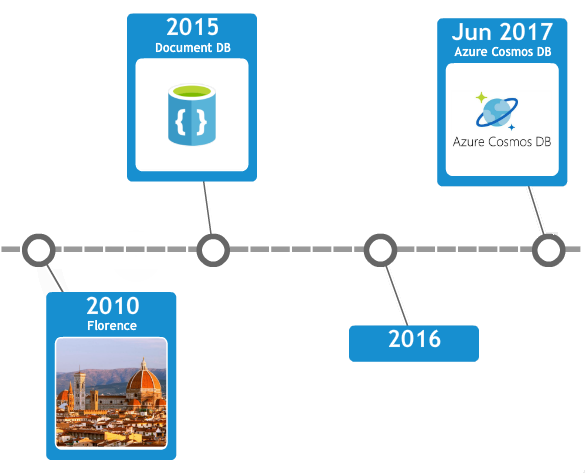 2015
Document DB
{ }
Jun 2017
Azure Cosmos DB
Azure Cosmos DB
2010
Florence
2016